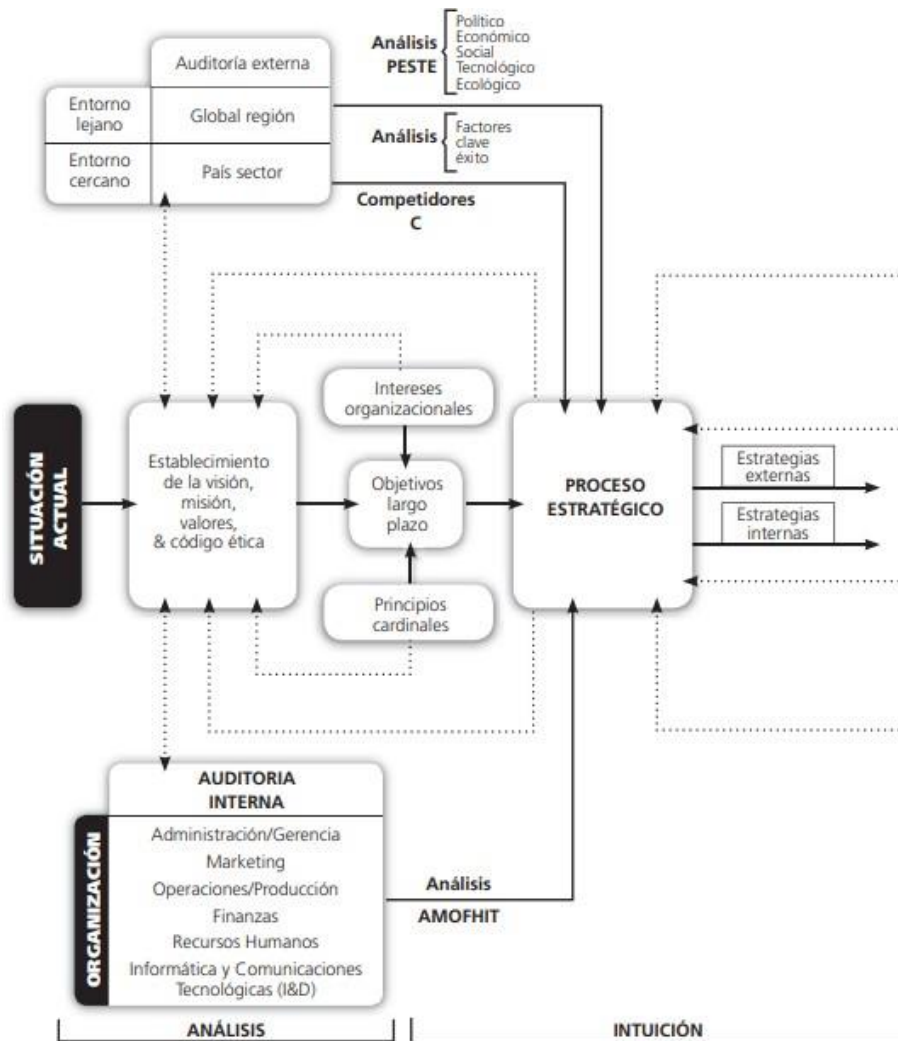 Análisis
PESTE
Político
Económico
Social
Tecnológico
Ecológico
Auditoría externa
Entorno
lejano
Global región
Entorno
cercano
País sector
Análisis
Factores
clave
éxito
Competidores
C
SITUACIÓN
ACTUAL
Establecimiento
de la visión,
misión,
valores,
& código ética
Intereses
organizacionales
Objetivos
largo
plazo
Principios
cardinales
PROCESO
ESTRATÉGICO
Estrategias
externas
Estrategias
internas
ORGANIZACIÓN
AUDITORIA
INTERNA
Administración/Gerencia
Marketing
Operaciones/Producción
Finanzas
Recursos Humanos
Informática y Comunicaciones
Tecnológicas (I&D)
Análisis
AMOFHIT
ANÁLISIS
INTUICIÓN